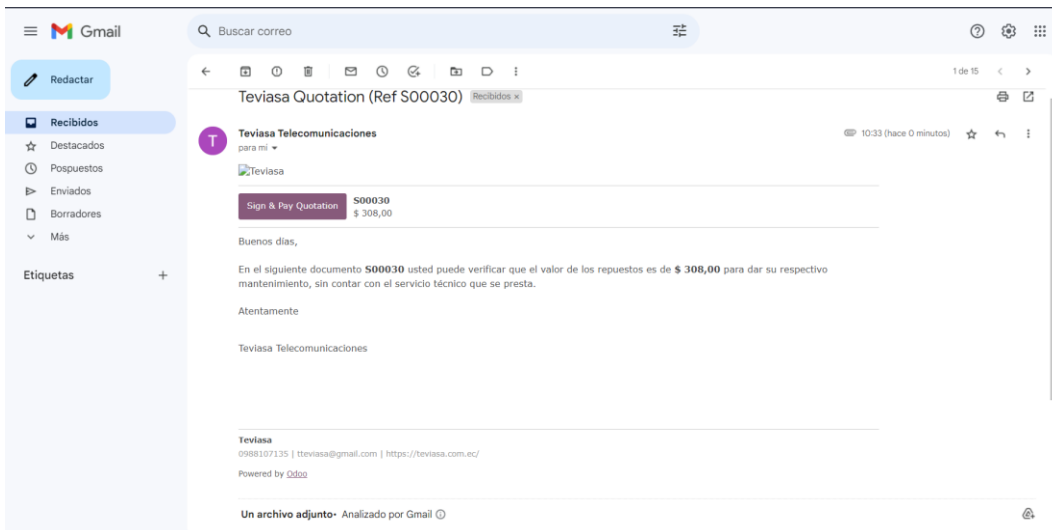 Gmail
Buscar correo
Redactar
1 de 15
Recibidos
Destacados
Pospuestos
Enviados
Borradores
Más
Etiquetas
Teviasa Quotation (Ref S00030) Recibidos ×
T
Teviasa Telecomunicaciones
10:33 (hace 0 minutos)
para mí
Teviasa
Sign & Pay Quotation
S00030
$ 308,00
Buenos días,
En el siguiente documento S00030 usted puede verificar que el valor de los repuestos es de $ 308,00 para dar su respectivo
mantenimiento, sin contar con el servicio técnico que se presta.
Atentamente
Teviasa Telecomunicaciones
Teviasa
0988107135 | tteviasa@gmail.com | https://teviasa.com.ec/
Powered by Odoo
Un archivo adjunto• Analizado por Gmail